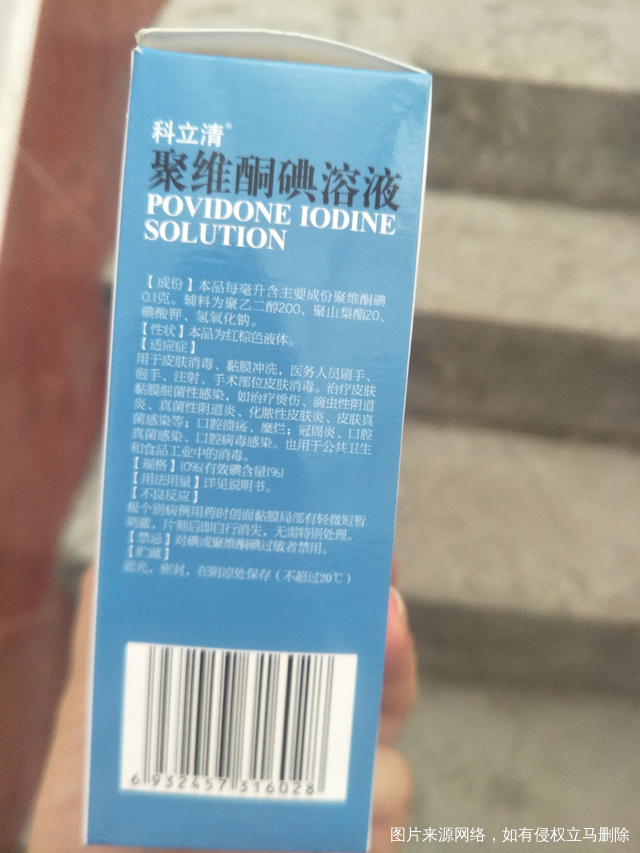 科立清®
聚维酮碘溶液
POVIDONE IODINE
SOLUTION
【成份】本品每毫升含主要成份聚维酮碘
0.1克。辅料为聚乙二醇200、聚山梨酯20、
碘酸钾、氢氧化钠。
【性状】本品为红棕色液体。
【适应症】
用于皮肤消毒、黏膜冲洗，医务人员刷手、
泡手、注射、手术部位皮肤消毒。治疗皮肤
黏膜细菌性感染，如治疗烫伤、滴虫性阴道
炎、真菌性阴道炎、化脓性皮肤炎、皮肤真
菌感染等；口腔溃疡、糜烂；冠周炎、口腔
真菌感染、口腔病毒感染。也用于公共卫生
和食品工业中的消毒。
【规格】10%(有效碘含量1%)
【用法用量】详见说明书。
【不良反应】
极个别病例用药时创面黏膜局部有轻微短暂
刺激，片刻后即自行消失，无需特别处理。
【禁忌】对碘或聚维酮碘过敏者禁用。
【贮藏】
遮光，密封，在阴凉处保存（不超过20℃）
6 932457 316028
图片来源网络，如有侵权立马删除